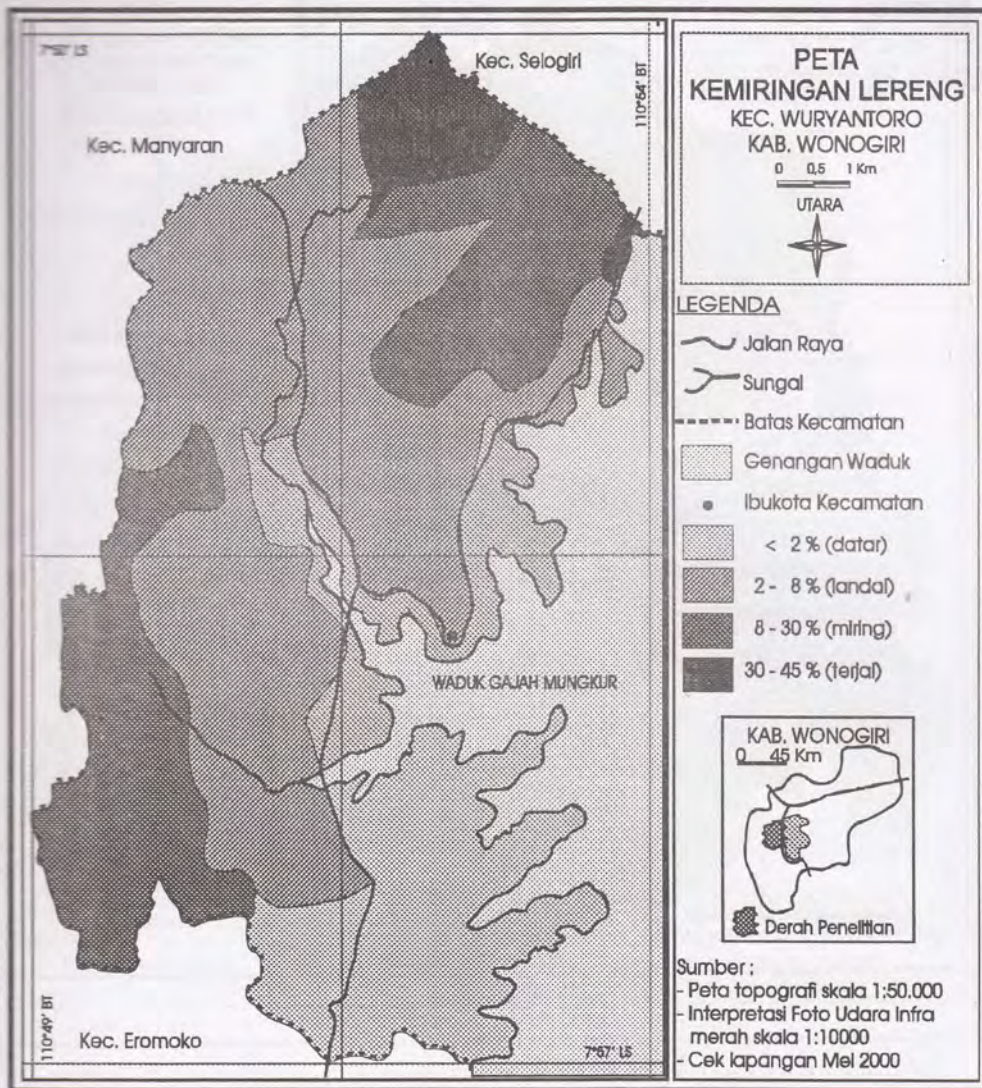 7°52' LS
Kec. Selogiri
110°54' BT
Kec. Manyaran
WADUK GAJAH MUNGKUR
110°49' BT
Kec. Eromoko
7°57' LS
PETA
KEMIRINGAN LERENG
KEC. WURYANTORO
KAB. WONOGIRI
0 0,5 1 Km
UTARA
LEGENDA
Jalan Raya
Sungai
Batas Kecamatan
Genangan Waduk
Ibukota Kecamatan
< 2 % (datar)
2 - 8 % (landai)
8 - 30 % (miring)
30 - 45 % (terjal)
KAB. WONOGIRI
0 45 Km
Derah Penelitian
Sumber :
- Peta topografi skala 1:50.000
- Interpretasi Foto Udara Infra
merah skala 1:10000
- Cek lapangan Mei 2000